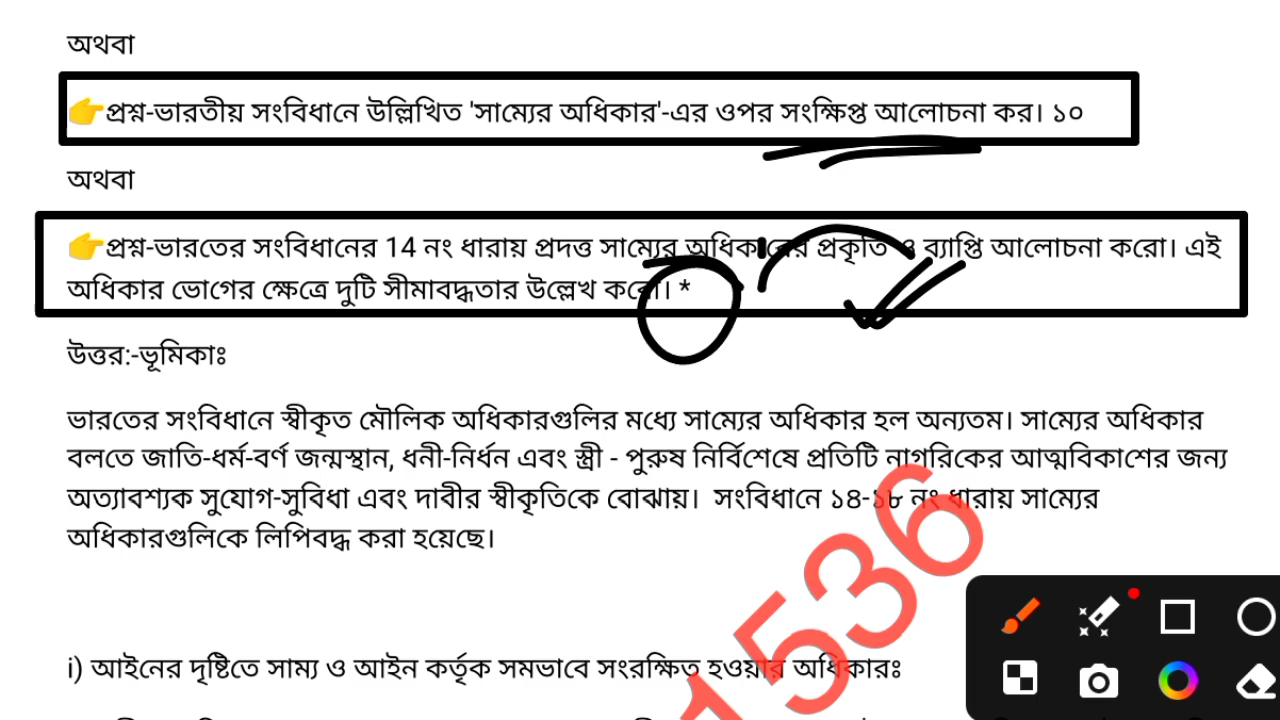 অথবা
👉প্রশ্ন-ভারতীয় সংবিধানে উল্লিখিত 'সাম্যের অধিকার'-এর ওপর সংক্ষিপ্ত আলোচনা কর। ১০
অথবা
👉প্রশ্ন-ভারতের সংবিধানের 14 নং ধারায় প্রদত্ত সাম্যের অধিকারের প্রকৃতি ও ব্যাপ্তি আলোচনা করো। এই
অধিকার ভোগের ক্ষেত্রে দুটি সীমাবদ্ধতার উল্লেখ করো। *
উত্তর:-ভূমিকাঃ
ভারতের সংবিধানে স্বীকৃত মৌলিক অধিকারগুলির মধ্যে সাম্যের অধিকার হল অন্যতম। সাম্যের অধিকার
বলতে জাতি-ধর্ম-বর্ণ জন্মস্থান, ধনী-নির্ধন এবং স্ত্রী - পুরুষ নির্বিশেষে প্রতিটি নাগরিকের আত্মবিকাশের জন্য
অত্যাবশ্যক সুযোগ-সুবিধা এবং দাবীর স্বীকৃতিকে বোঝায়। সংবিধানে ১৪-১৮ নং ধারায় সাম্যের
অধিকারগুলিকে লিপিবদ্ধ করা হয়েছে।
i) আইনের দৃষ্টিতে সাম্য ও আইন কর্তৃক সমভাবে সংরক্ষিত হওয়ার অধিকারঃ
1536